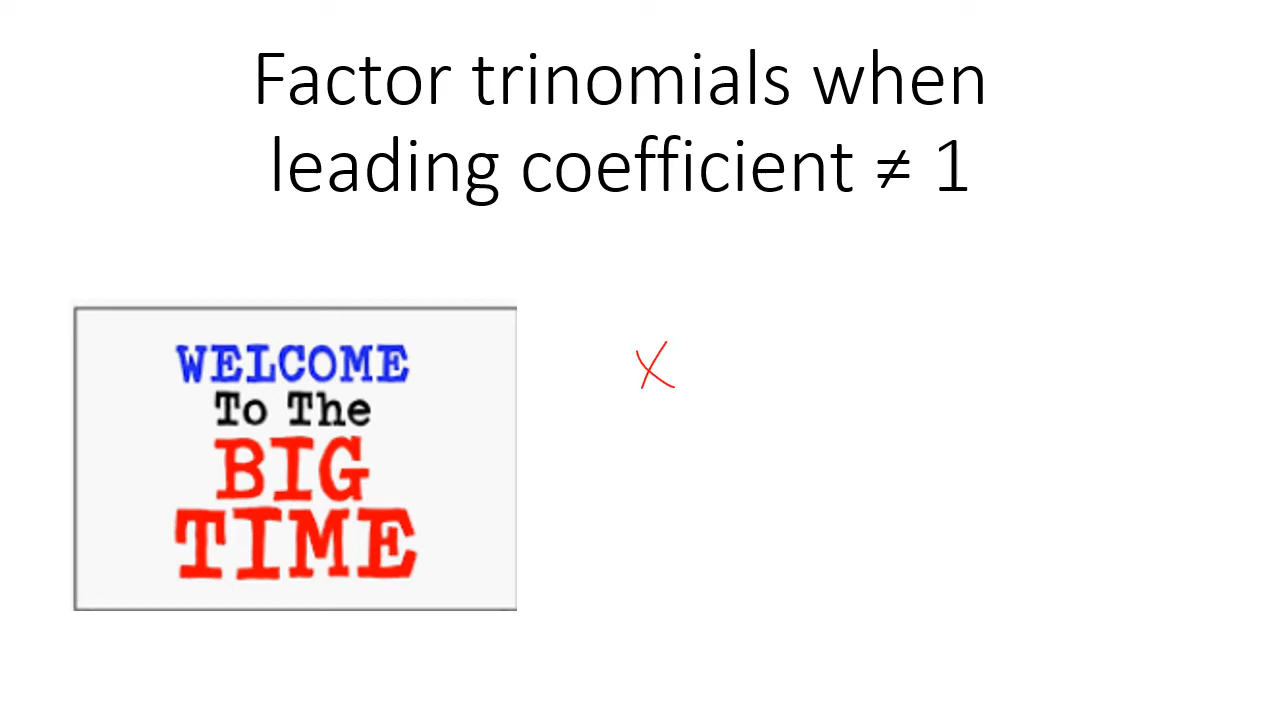 Factor trinomials when
leading coefficient ≠ 1
WELCOME
To The
BIG
TIME
x